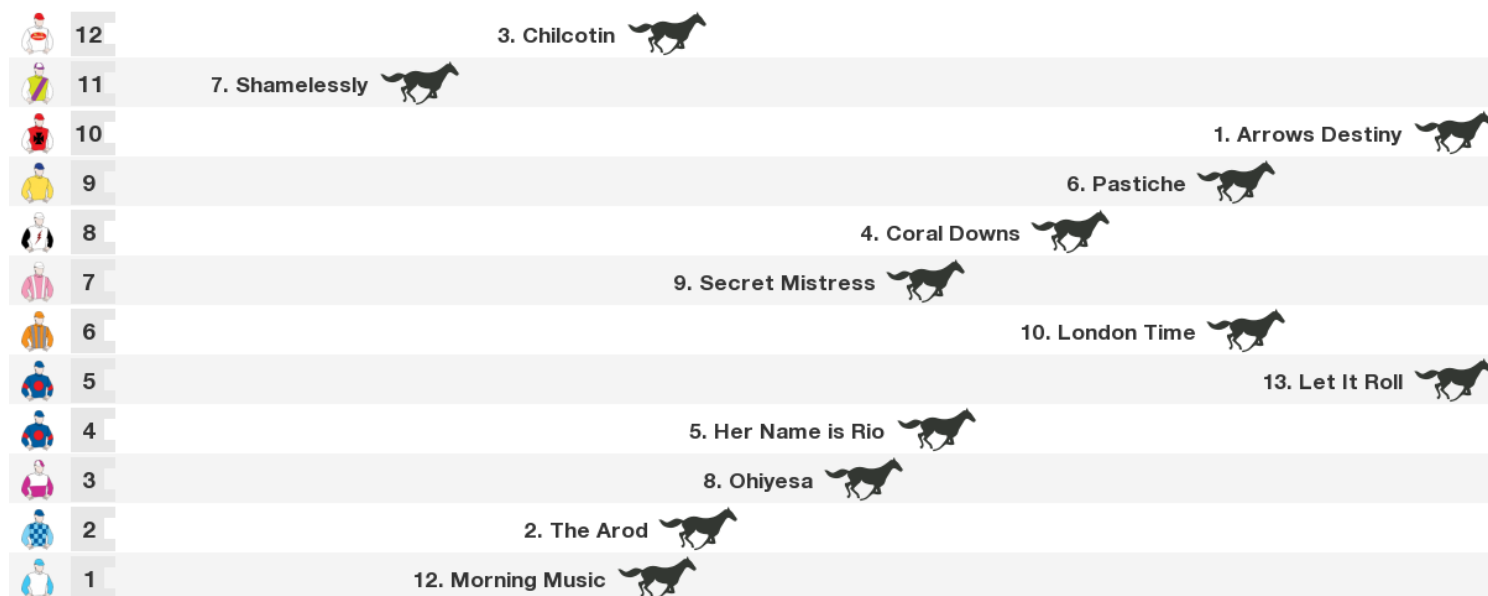 12 3. Chilcotin
11 7. Shamelessly
10 1. Arrows Destiny
9 6. Pastiche
8 4. Coral Downs
7 9. Secret Mistress
6 10. London Time
5 13. Let It Roll
4 5. Her Name is Rio
3 8. Ohiyesa
2 2. The Arod
1 12. Morning Music